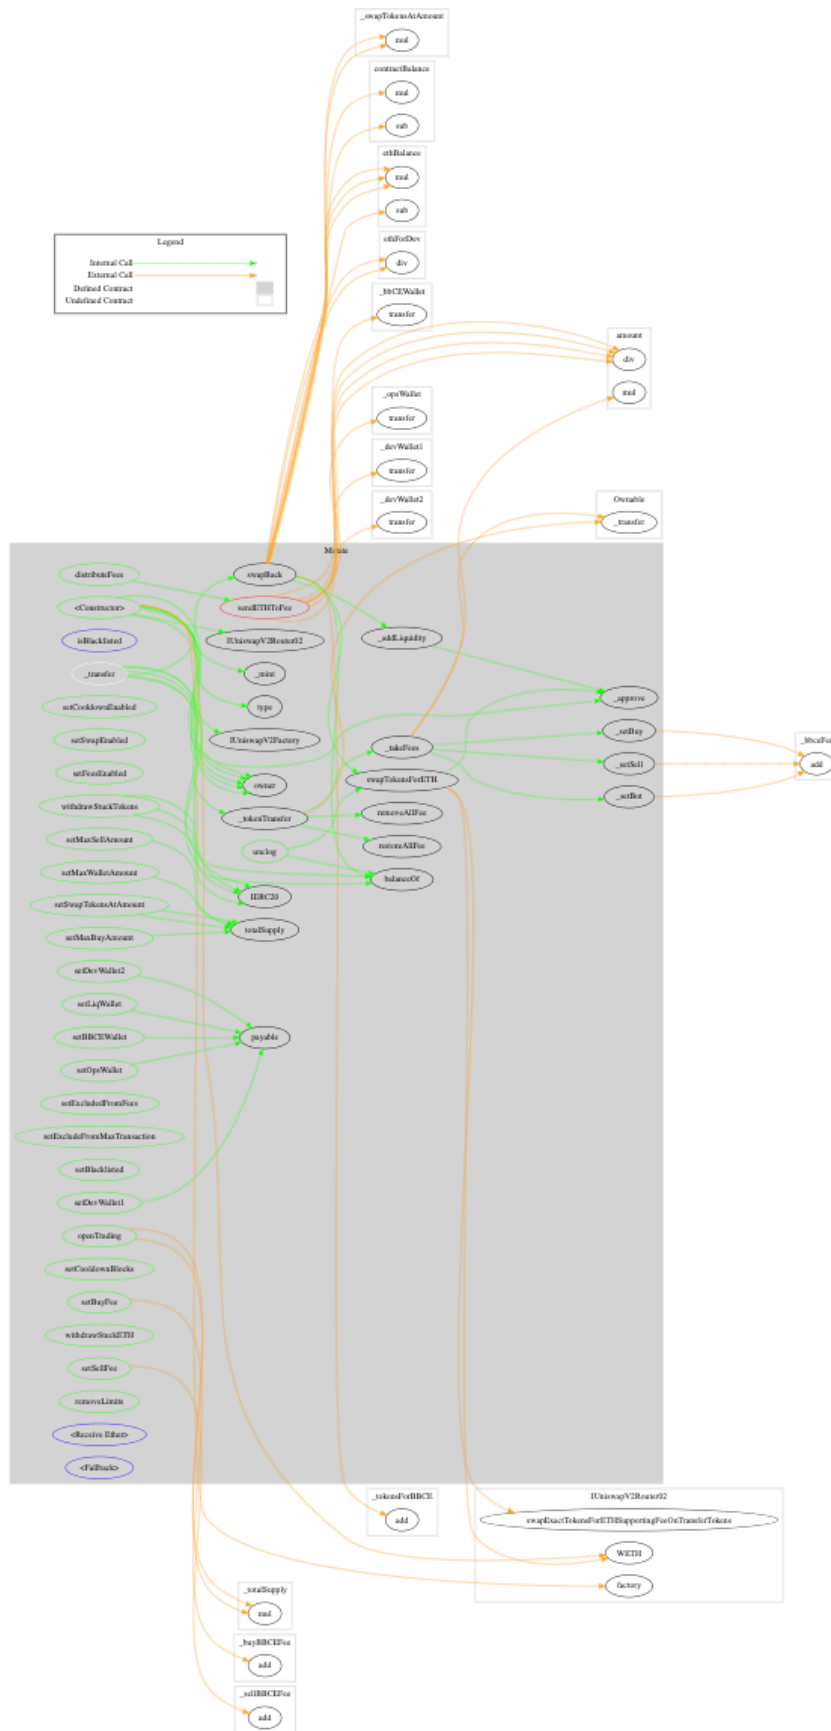 _swapTokensAtAmount
mul
contractBalance
mul
sub
ethBalance
mul
sub
ethForDev
div
_bbCEWallet
transfer
Legend
Internal Call
External Call
Defined Contract
Undefined Contract
amount
div
mul
_opsWallet
transfer
_devWallet1
transfer
_devWallet2
transfer
Ownable
_transfer
distributeFees
swapBack
<Constructor>
sendETHToFee
isBlacklisted
IUniswapV2Router02
_addLiquidity
_transfer
_mint
setCooldownEnabled
type
_approve
setSwapEnabled
IUniswapV2Factory
_takeFees
_setBuy
setFeesEnabled
owner
swapTokensForETH
_setSell
add
withdrawStuckTokens
_tokenTransfer
removeAllFee
_setBot
setMaxSellAmount
unclog
restoreAllFee
setMaxWalletAmount
IERC20
balanceOf
setSwapTokensAtAmount
totalSupply
setMaxBuyAmount
setDevWallet2
setLiqWallet
setBBCEWallet
payable
setOpsWallet
setExcludedFromFees
setExcludeFromMaxTransaction
setBlacklisted
setDevWallet1
openTrading
setCooldownBlocks
setBuyFee
withdrawStuckETH
setSellFee
removeLimits
<Receive Ether>
<Fallback>
_tokensForBBCE
add
IUniswapV2Router02
swapExactTokensForETHSupportingFeeOnTransferTokens
WETH
factory
_totalSupply
mul
_buyBBCEFee
add
_sellBBCEFee
add